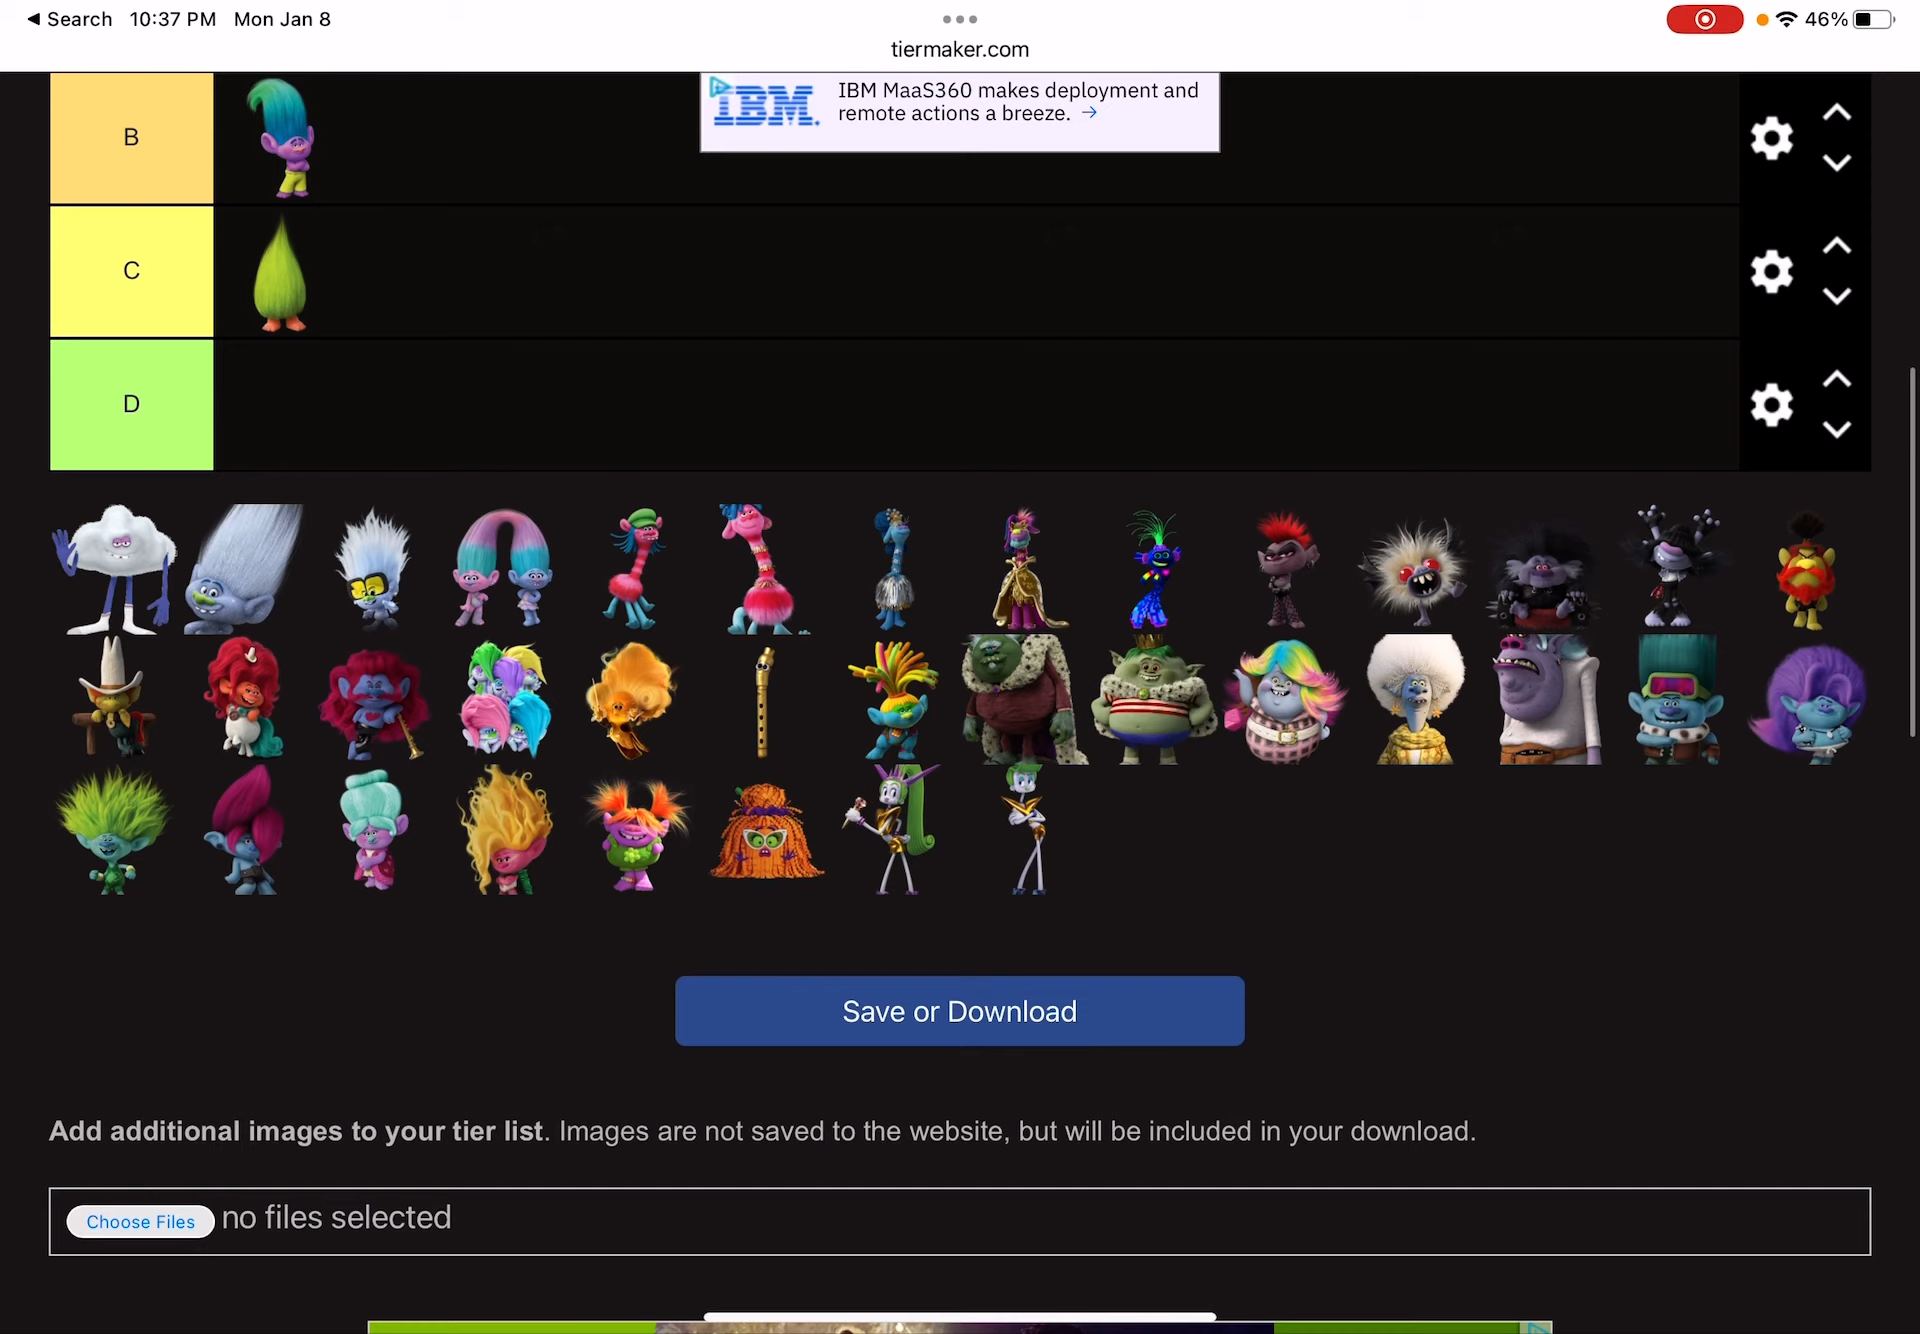 Search 10:37 PM Mon Jan 8
46%
tiermaker.com
B
IBM.
IBM MaaS360 makes deployment and
remote actions a breeze. →
C
D
Save or Download
Add additional images to your tier list. Images are not saved to the website, but will be included in your download.
Choose Files no files selected